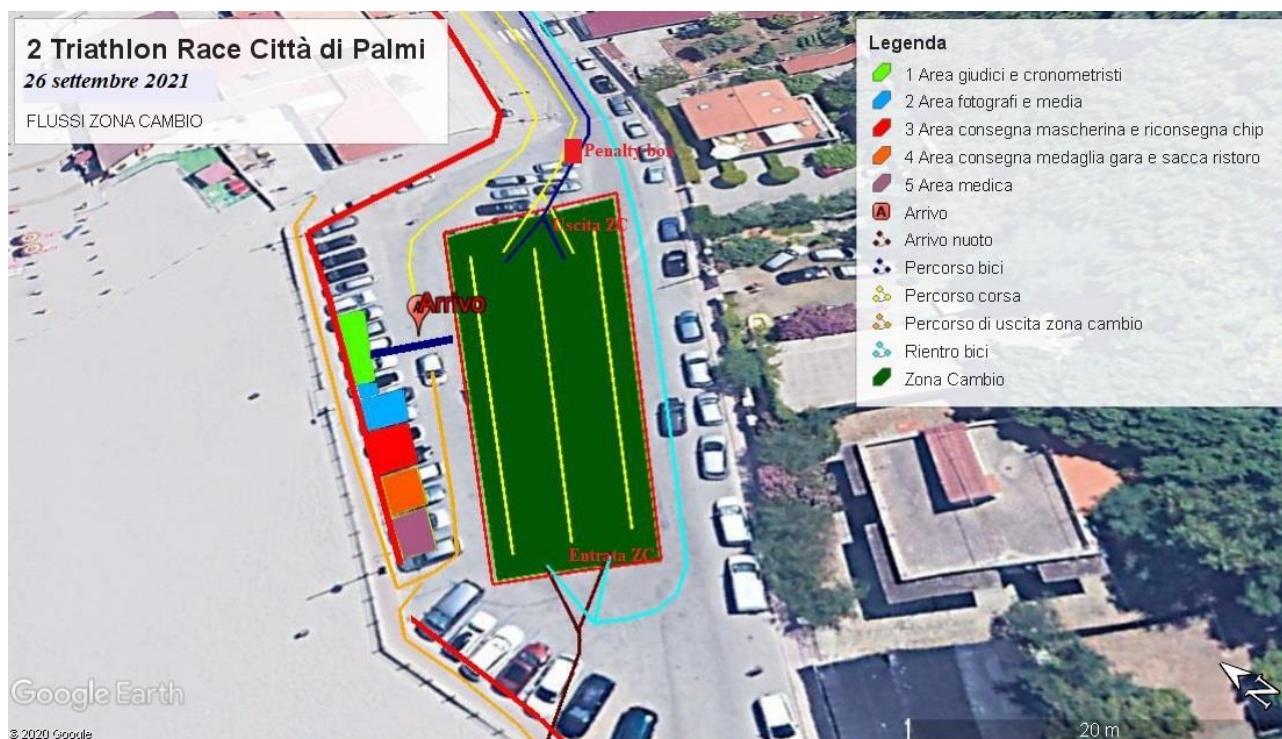 2 Triathlon Race Città di Palmi
26 settembre 2021
FLUSSI ZONA CAMBIO
Legenda
1 Area giudici e cronometristi
2 Area fotografi e media
3 Area consegna mascherina e riconsegna chip
4 Area consegna medaglia gara e sacca ristoro
5 Area medica
A Arrivo
Arrivo nuoto
Percorso bici
Percorso corsa
Percorso di uscita zona cambio
Rientro bici
Zona Cambio
Penalty box
Uscita ZC
Arrivo
Entrata ZC
Google Earth
© 2020 Google
N
20 m